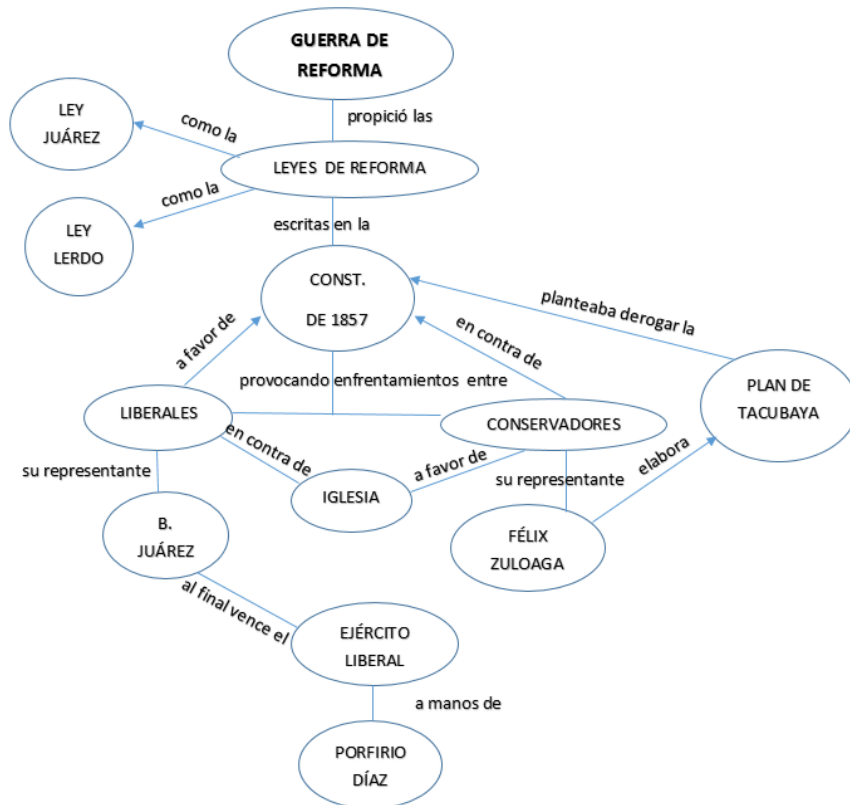 GUERRA DE
REFORMA
propició las
LEY
JUÁREZ
como la
LEYES DE REFORMA
como la
LEY
LERDO
escritas en la
CONST.
DE 1857
planteaba derogar la
a favor de
en contra de
provocando enfrentamientos entre
PLAN DE
TACUBAYA
LIBERALES
CONSERVADORES
en contra de
a favor de
elabora
su representante
su representante
IGLESIA
B.
JUÁREZ
FÉLIX
ZULOAGA
al final vence el
EJÉRCITO
LIBERAL
a manos de
PORFIRIO
DÍAZ